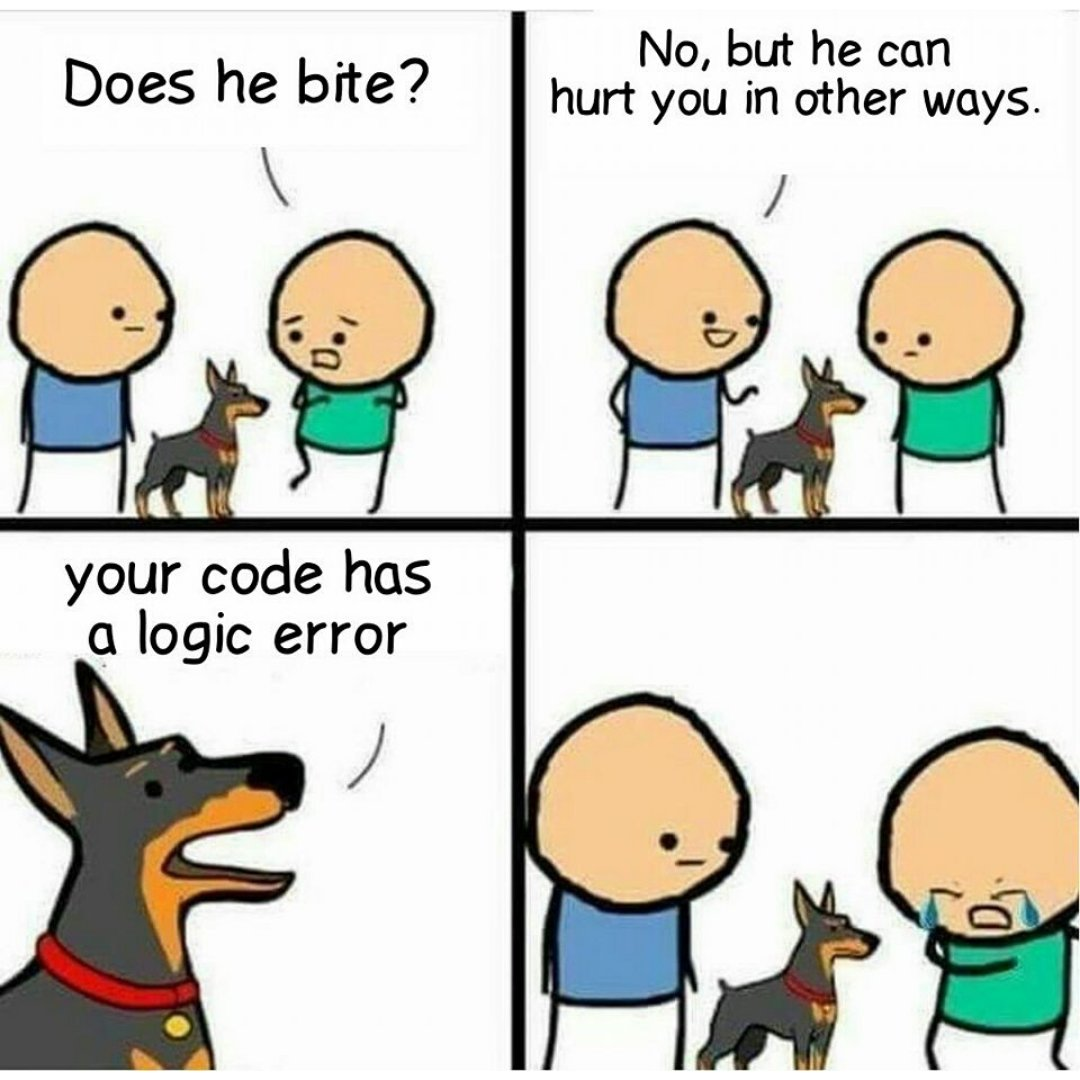 Does he bite?
No, but he can
hurt you in other ways.
your code has
a logic error